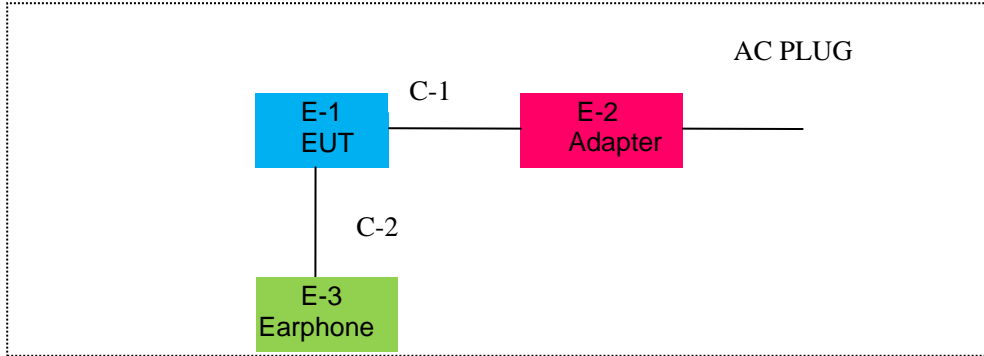 AC PLUG
C-1
E-1
EUT
E-2
Adapter
C-2
E-3
Earphone